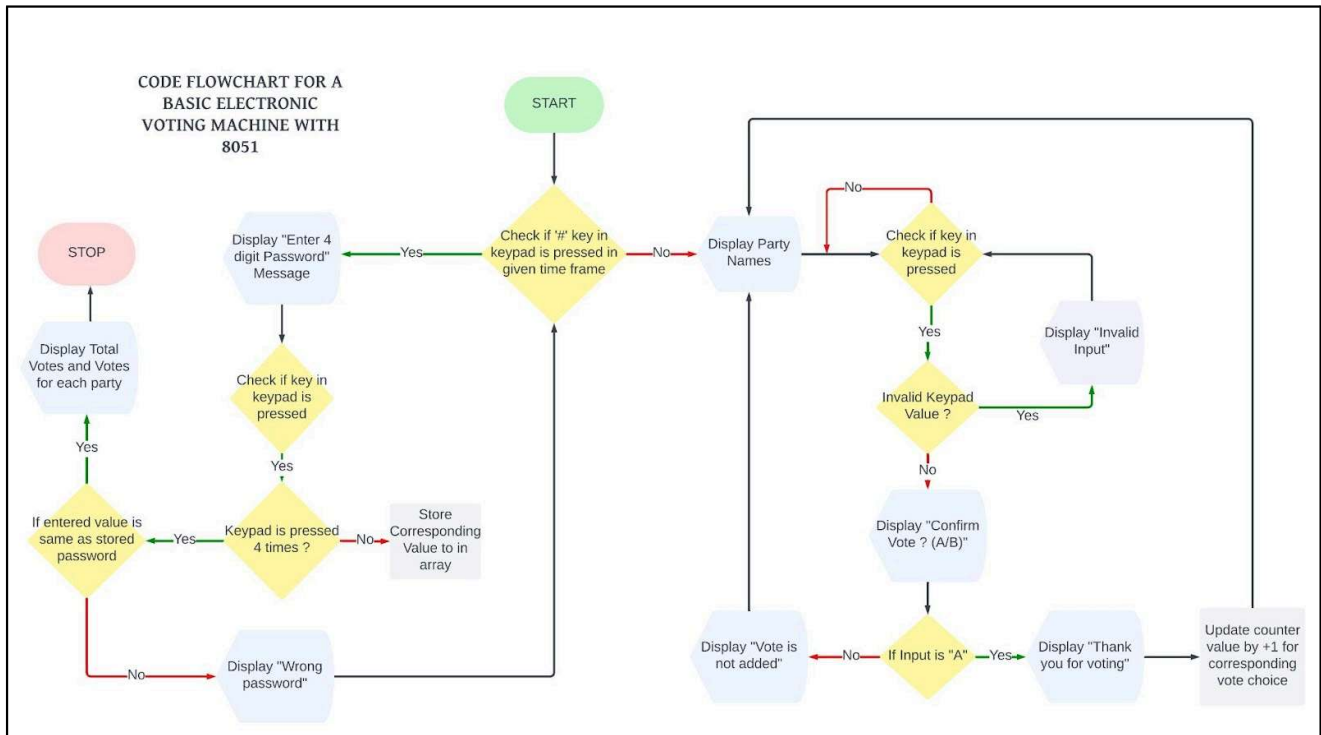 CODE FLOWCHART FOR A
BASIC ELECTRONIC
VOTING MACHINE WITH
8051
START
STOP
Display "Enter 4
digit Password"
Message
Yes
Check if '#' key in
keypad is pressed in
given time frame
No
Display Party
Names
No
Check if key in
keypad is
pressed
Yes
Display "Invalid
Input"
Invalid Keypad
Value ?
Yes
No
Display "Confirm
Vote ? (A/B)"
If Input is "A"
No
Display "Vote is
not added"
Yes
Display "Thank
you for voting"
Update counter
value by +1 for
corresponding
vote choice
Display Total
Votes and Votes
for each party
Check if key in
keypad is
pressed
Yes
Keypad is pressed
4 times ?
No
Store
Corresponding
Value to in
array
Yes
If entered value is
same as stored
password
Yes
No
Display "Wrong
password"